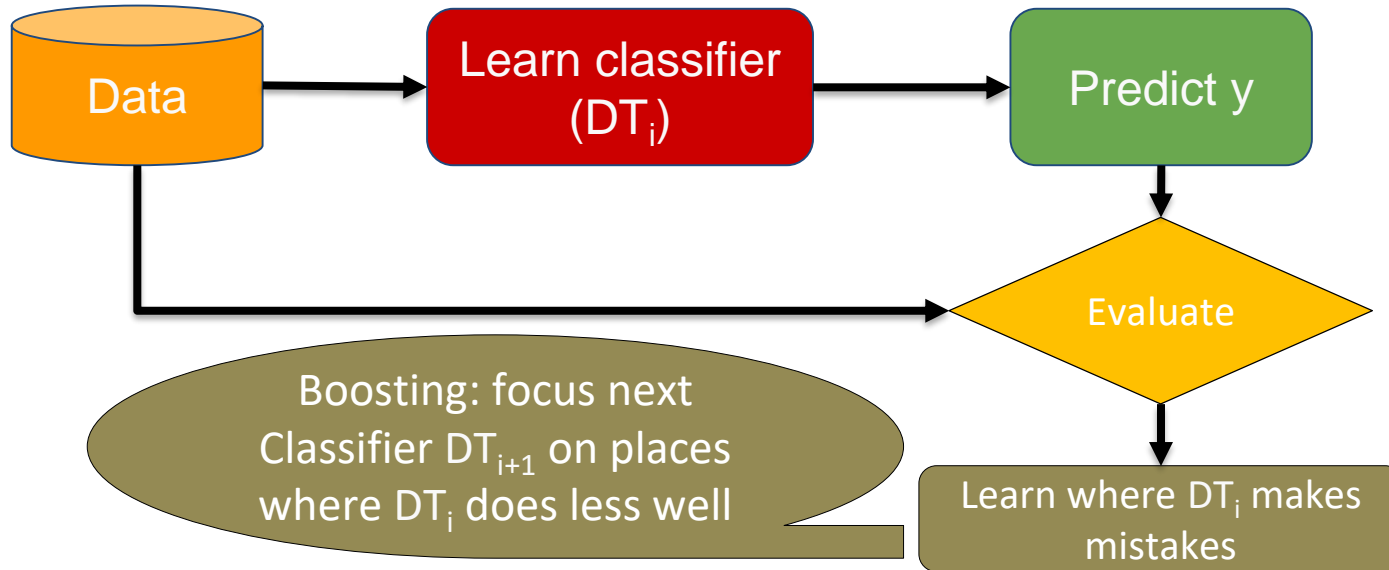 Data
Learn classifier
(DTᵢ)
Predict y
Evaluate
Boosting: focus next
Classifier DTᵢ₊₁ on places
where DTᵢ does less well
Learn where DTᵢ makes
mistakes